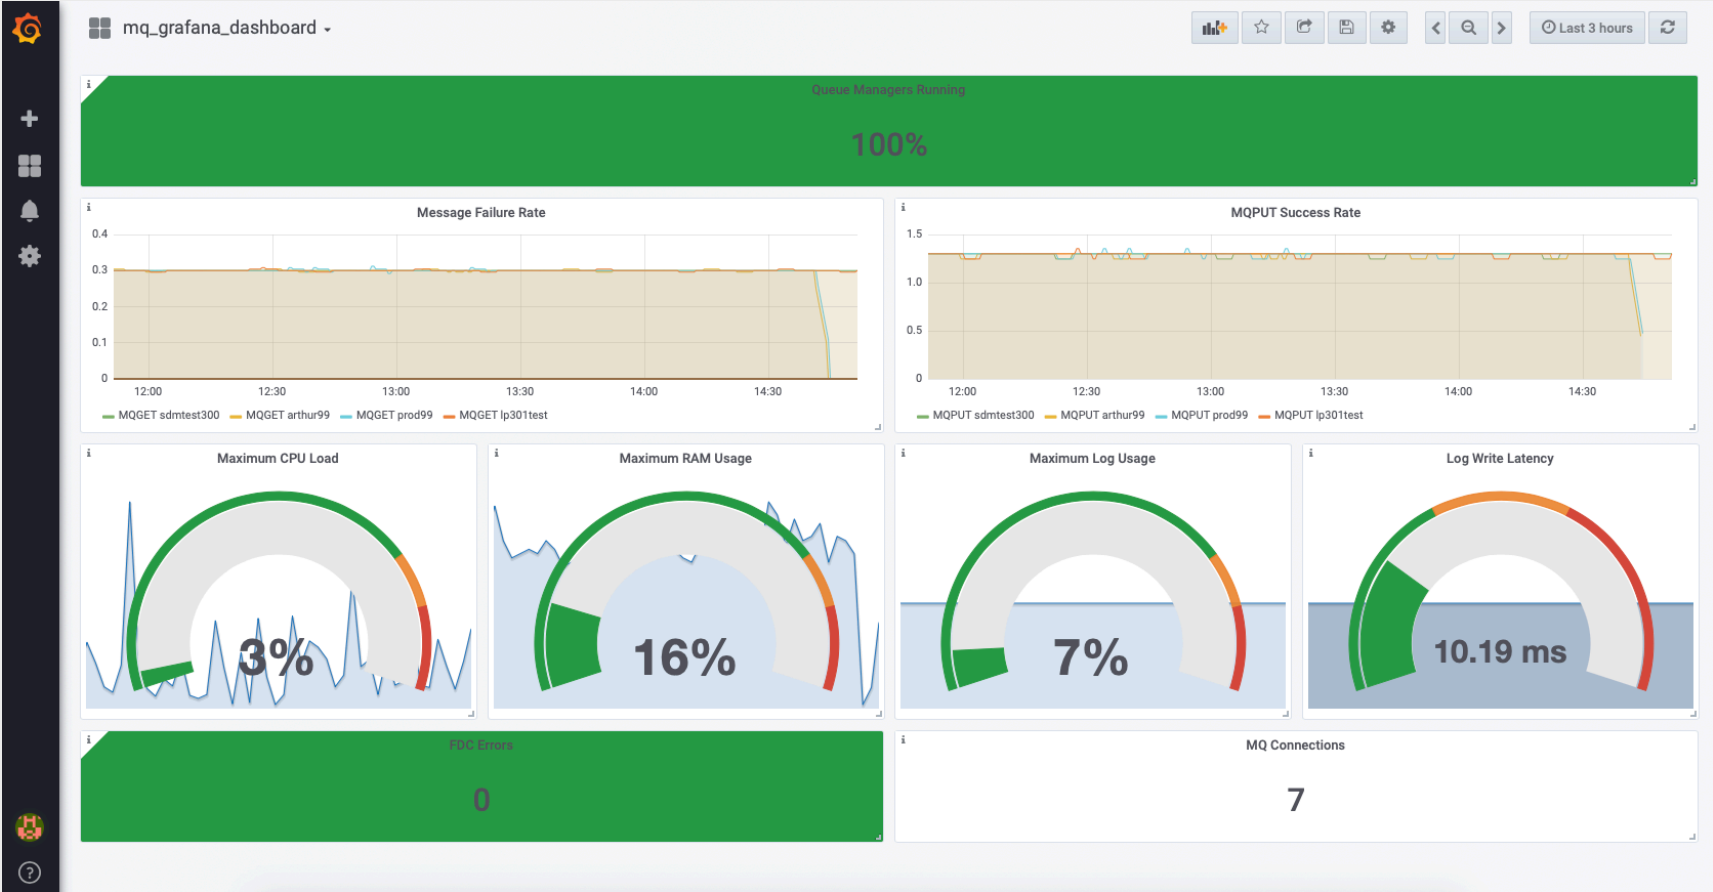 mq_grafana_dashboard
Last 3 hours
Queue Managers Running
100%
Message Failure Rate
0.4
0.3
0.2
0.1
0
12:00 12:30 13:00 13:30 14:00 14:30
MQGET sdmtest300 MQGET arthur99 MQGET prod99 MQGET lp301test
MQPUT Success Rate
1.5
1.0
0.5
0
12:00 12:30 13:00 13:30 14:00 14:30
MQPUT sdmtest300 MQPUT arthur99 MQPUT prod99 MQPUT lp301test
Maximum CPU Load
3%
Maximum RAM Usage
16%
Maximum Log Usage
7%
Log Write Latency
10.19 ms
FDC Errors
0
MQ Connections
7